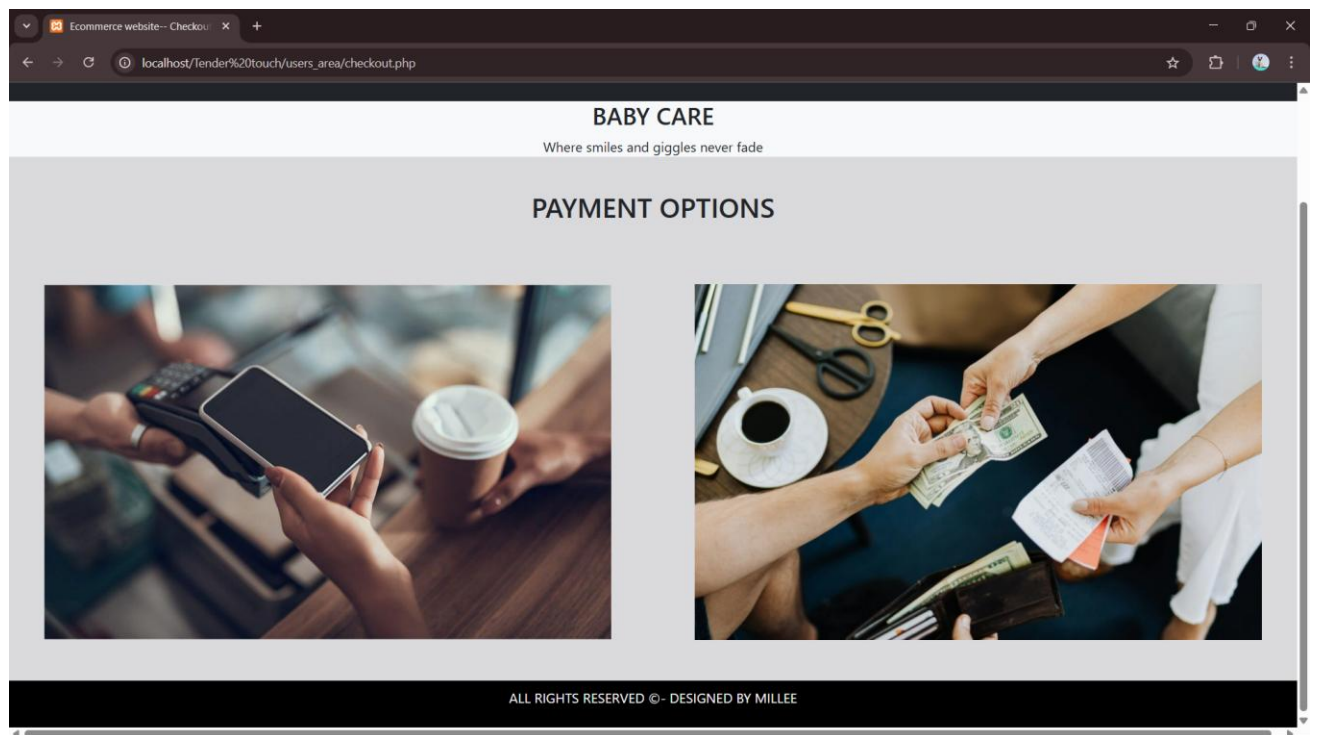 Ecommerce website-- Checkou
localhost/Tender%20touch/users_area/checkout.php
BABY CARE
Where smiles and giggles never fade
PAYMENT OPTIONS
ALL RIGHTS RESERVED ©- DESIGNED BY MILLEE